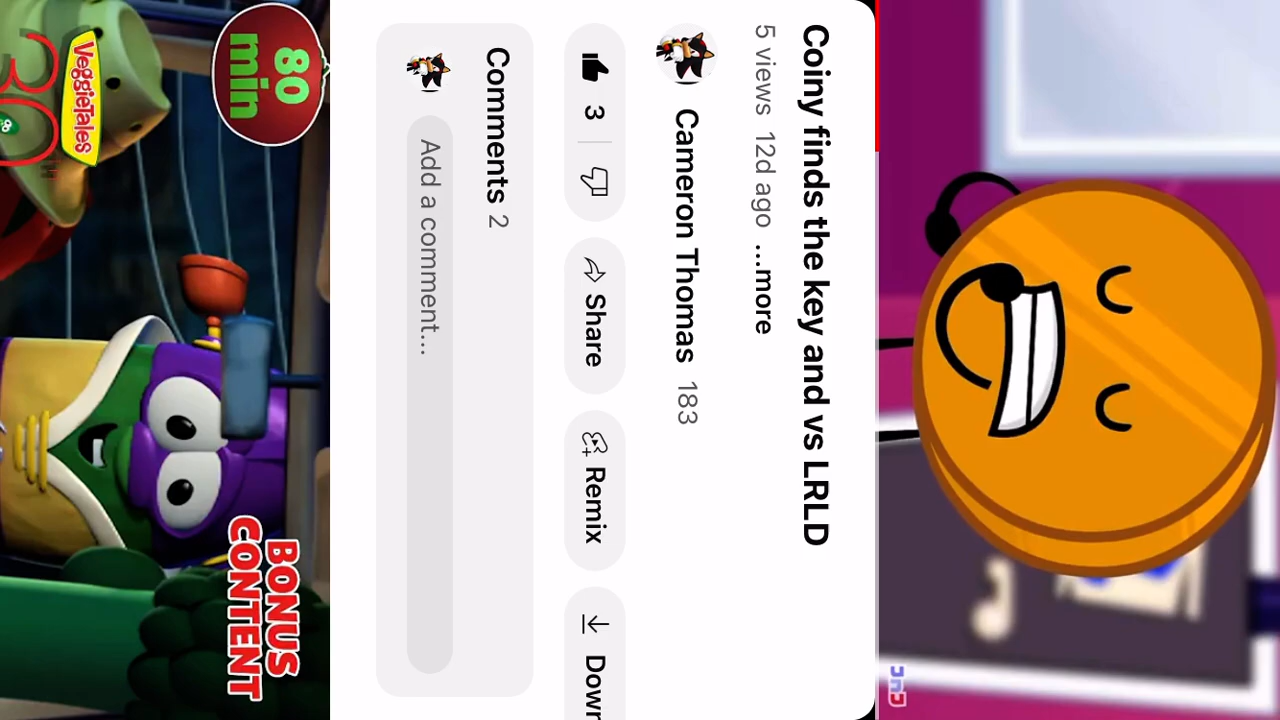 Coiny finds the key and vs LRLD
5 views 12d ago ...more
Cameron Thomas 183
3 Share Remix Down
Comments 2
Add a comment...
80
min
VeggieTales
30
BONUS
CONTENT